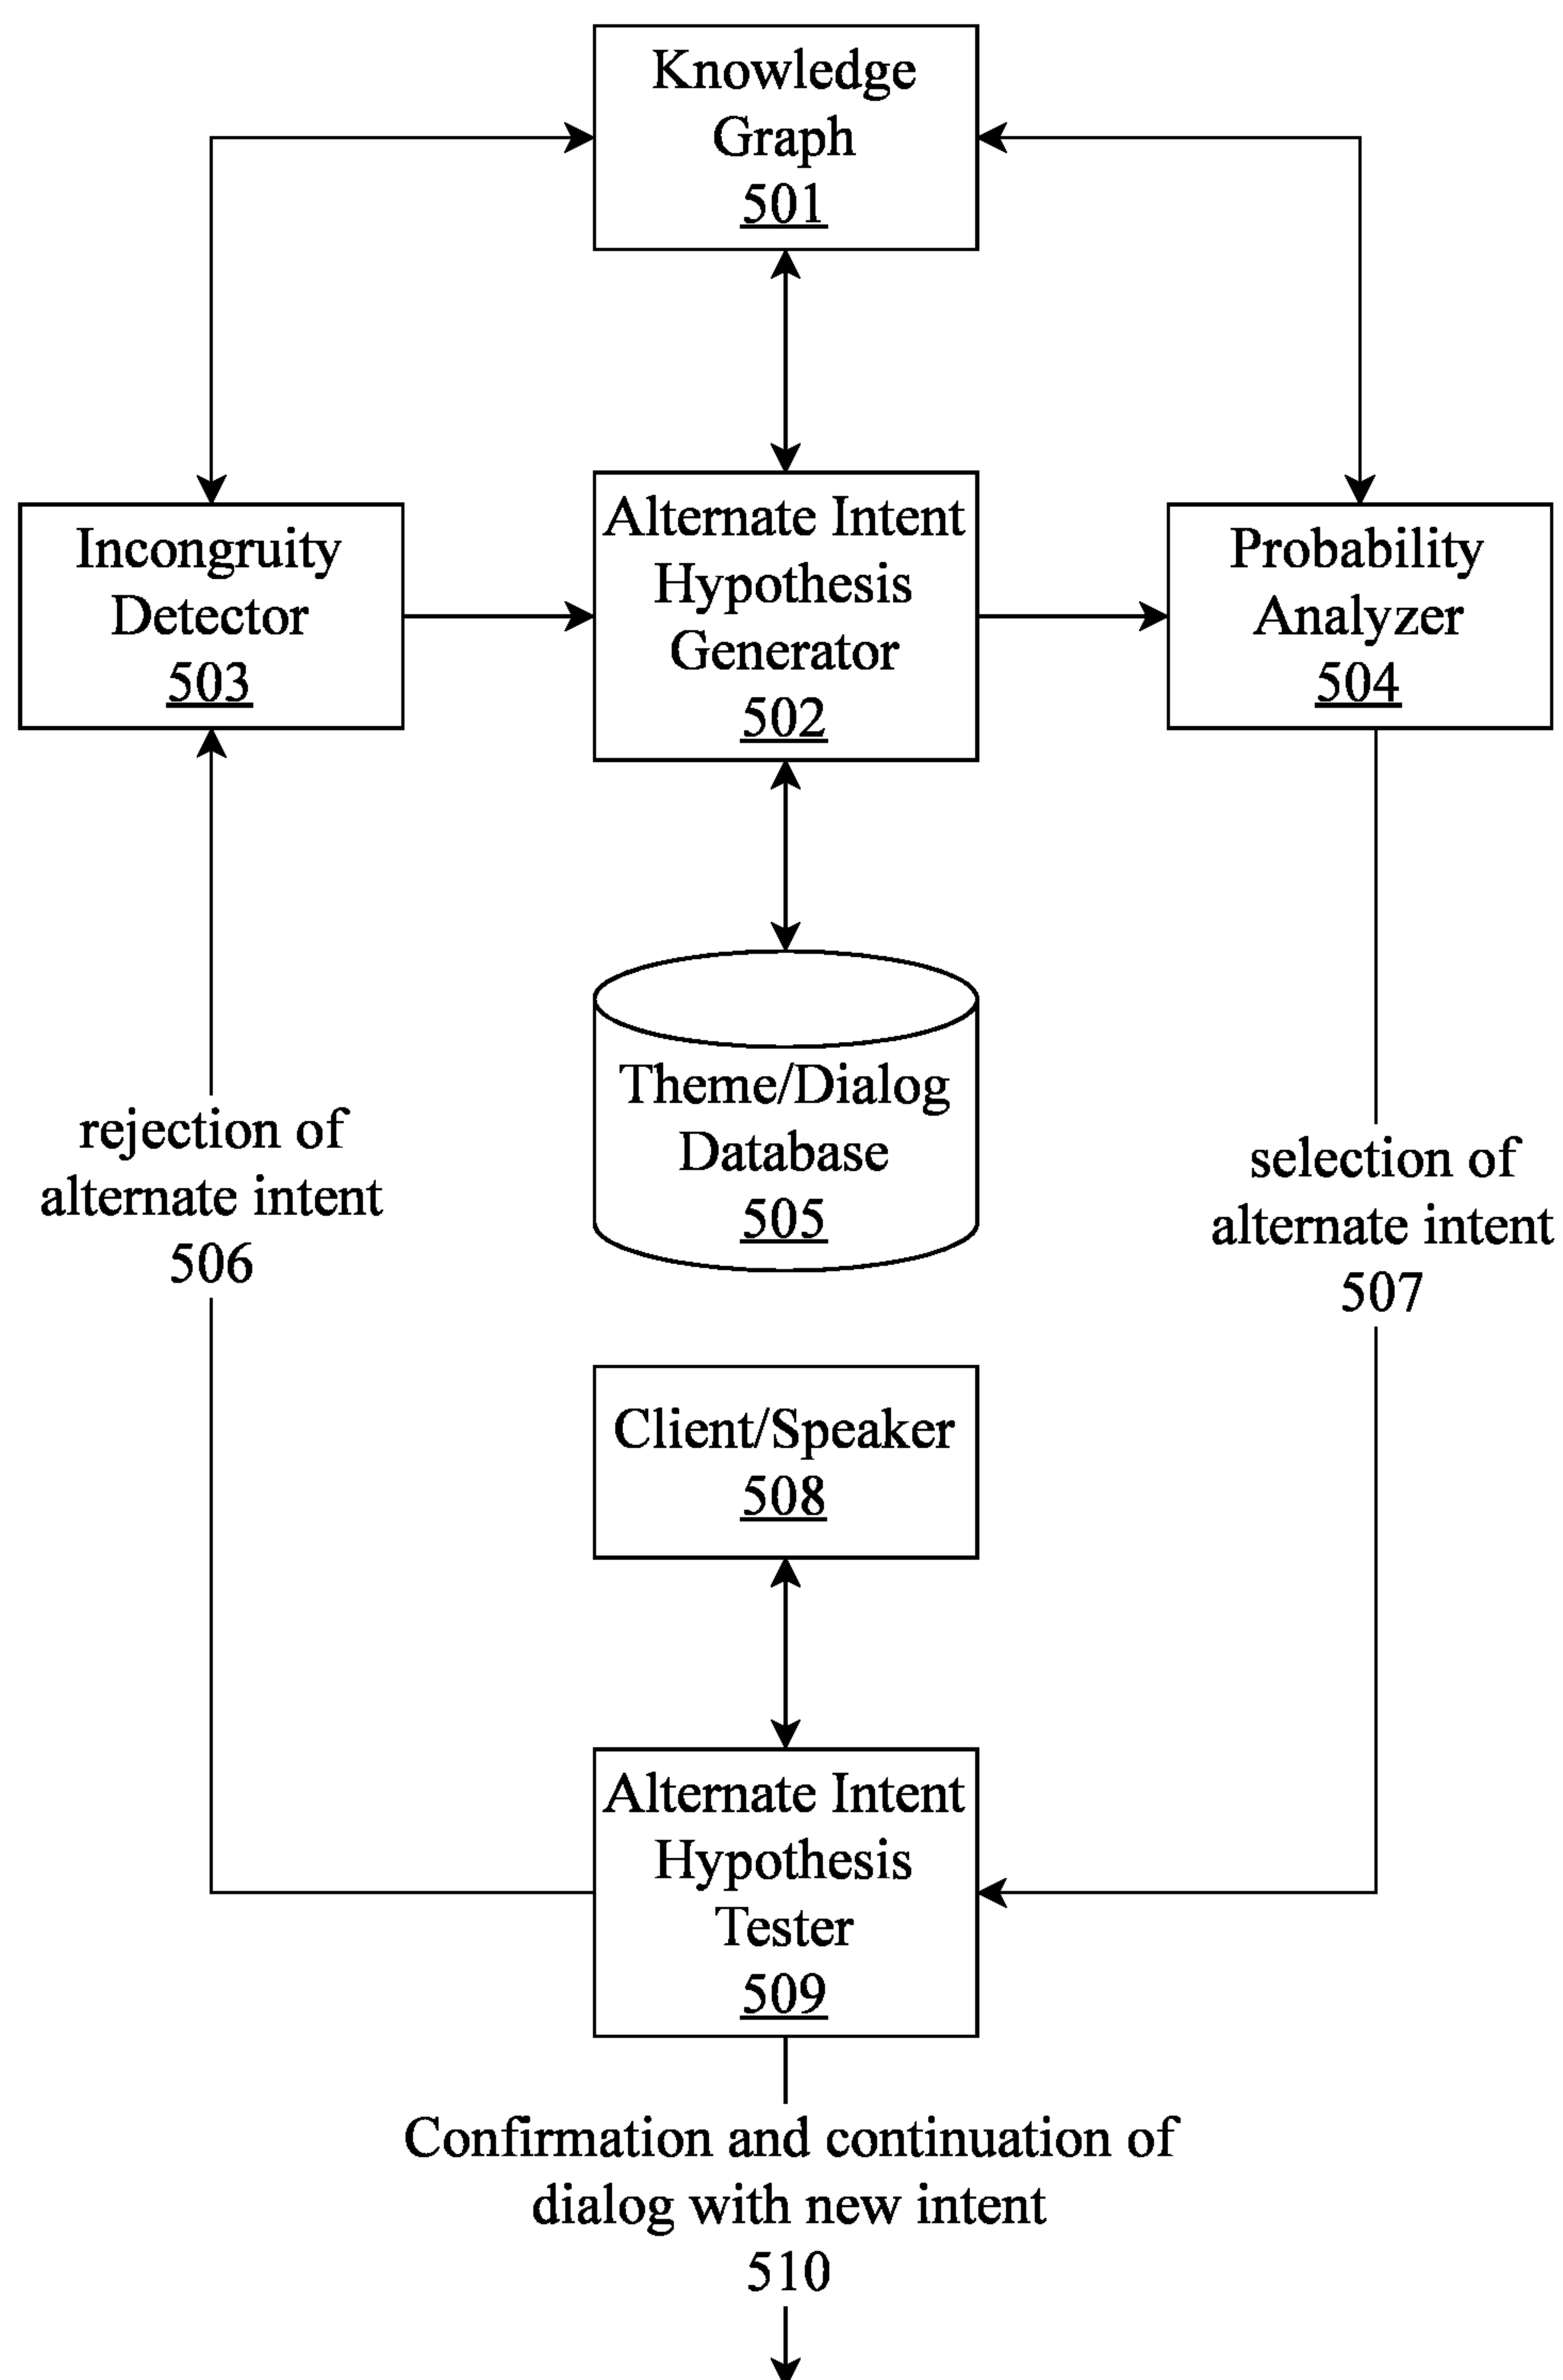 Knowledge
Graph
501
Incongruity
Detector
503
Alternate Intent
Hypothesis
Generator
502
Probability
Analyzer
504
Theme/Dialog
Database
505
rejection of
alternate intent
506
selection of
alternate intent
507
Client/Speaker
508
Alternate Intent
Hypothesis
Tester
509
Confirmation and continuation of
dialog with new intent
510